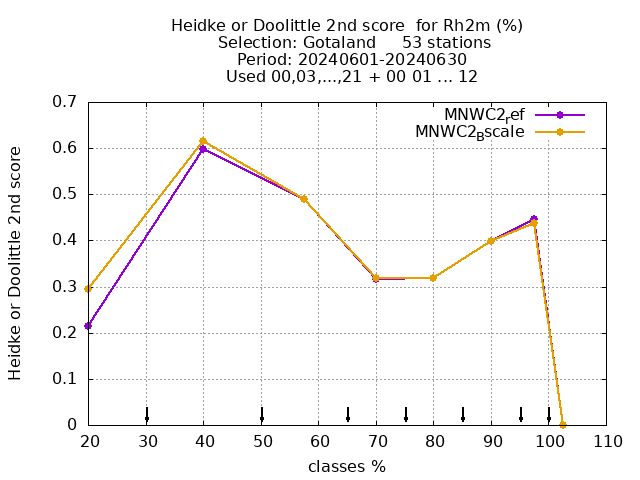 Heidke or Doolittle 2nd score  for Rh2m (%)
Selection: Gotaland     53 stations
Period: 20240601-20240630
Used 00,03,...,21 + 00 01 ... 12
MNWC2ref
MNWC2Bscale
Heidke or Doolittle 2nd score
0.7
0.6
0.5
0.4
0.3
0.2
0.1
0
20 30 40 50 60 70 80 90 100 110
classes %